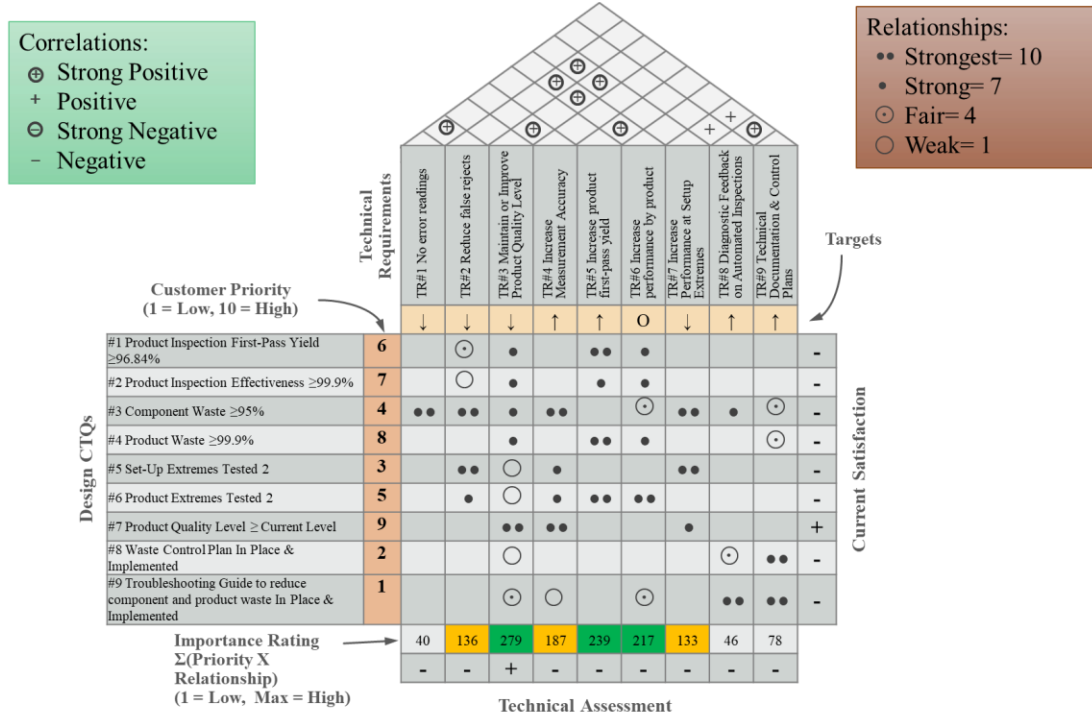 Correlations:
⊕ Strong Positive
+ Positive
⊖ Strong Negative
− Negative
Relationships:
●● Strongest= 10
● Strong= 7
⊙ Fair= 4
○ Weak= 1
Technical
Requirements
TR#1 No error readings
TR#2 Reduce false rejects
TR#3 Maintain or Improve
Product Quality Level
TR#4 Increase
Measurement Accuracy
TR#5 Increase product
first-pass yield
TR#6 Increase
performance by product
TR#7 Increase
Performance at Setup
Extremes
TR#8 Diagnostic Feedback
on Automated Inspections
TR#9 Technical
Documentation & Control
Plans
Targets
Customer Priority
(1 = Low, 10 = High)
↓ ↓ ↓ ↑ ↑ O ↓ ↑ ↑
Design CTQs
#1 Product Inspection First-Pass Yield
≥96.84%
6
-
#2 Product Inspection Effectiveness ≥99.9%
7
-
#3 Component Waste ≥95%
4
-
#4 Product Waste ≥99.9%
8
-
#5 Set-Up Extremes Tested 2
3
-
#6 Product Extremes Tested 2
5
-
#7 Product Quality Level ≥ Current Level
9
+
#8 Waste Control Plan In Place &
Implemented
2
-
#9 Troubleshooting Guide to reduce
component and product waste In Place &
Implemented
1
-
Current Satisfaction
Importance Rating
Σ(Priority X
Relationship)
(1 = Low, Max = High)
40 136 279 187 239 217 133 46 78
- - + - - - - - -
Technical Assessment